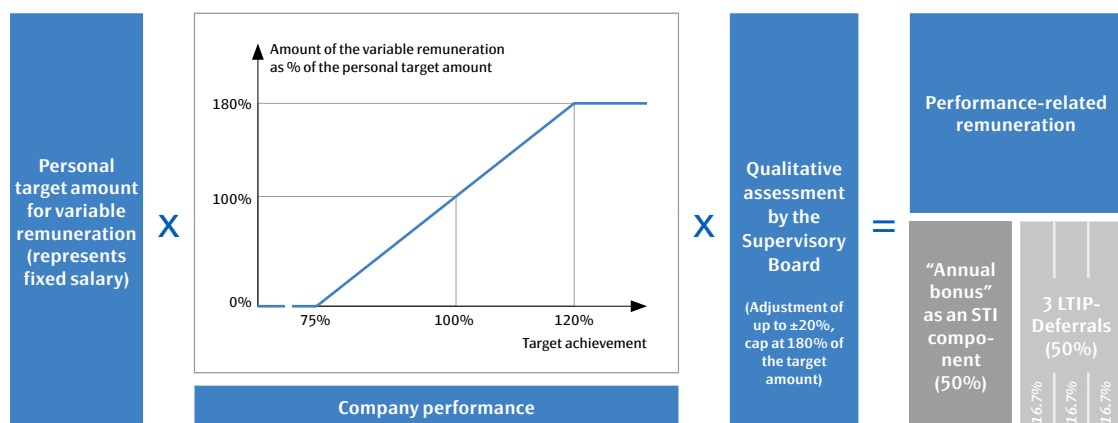 Personal
target amount
for variable
remuneration
(represents
fixed salary)
x
Amount of the variable remuneration
as % of the personal target amount
180%
100%
0%
75%
100%
120%
Target achievement
Company performance
x
Qualitative
assessment
by the
Supervisory
Board
(Adjustment of
up to ±20%,
cap at 180% of
the target
amount)
=
Performance-related
remuneration
“Annual
bonus”
as an STI
compo-
nent
(50%)
3 LTIP-
Deferrals
(50%)
16.7%
16.7%
16.7%